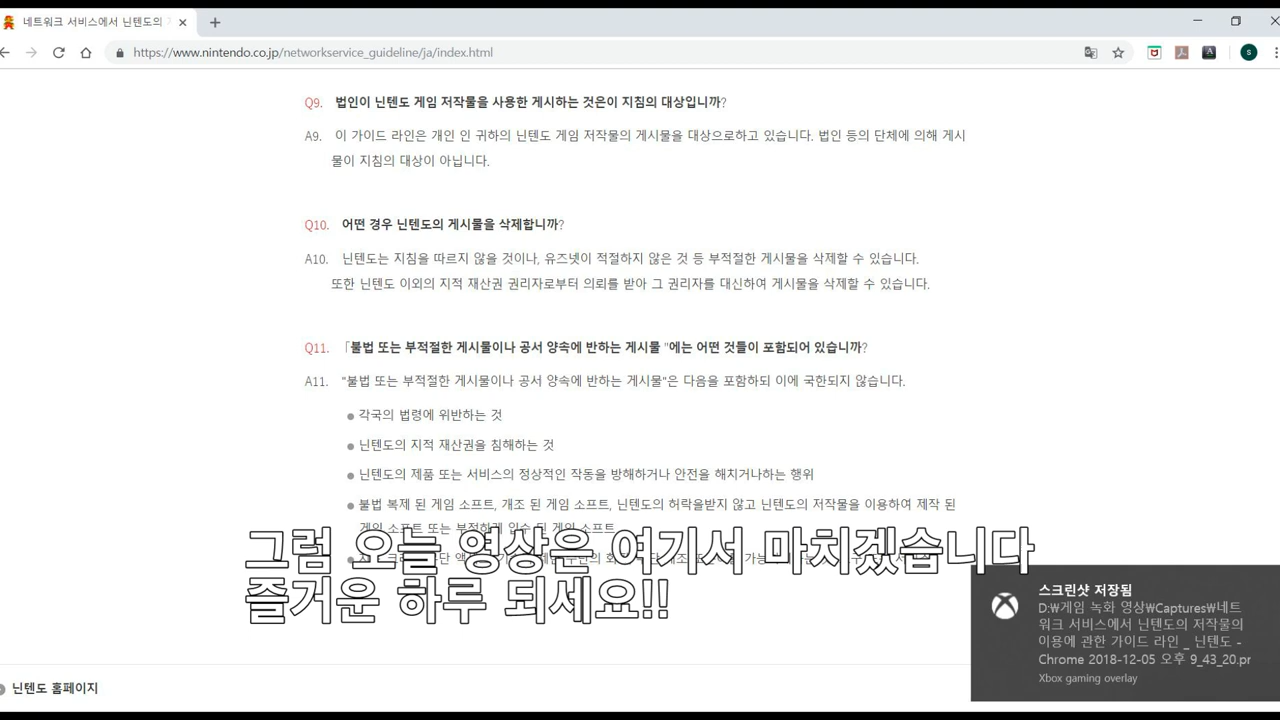 네트워크 서비스에서 닌텐도의
https://www.nintendo.co.jp/networkservice_guideline/ja/index.html
Q9. 법인이 닌텐도 게임 저작물을 사용한 게시하는 것은이 지침의 대상입니까?
A9. 이 가이드 라인은 개인 인 귀하의 닌텐도 게임 저작물의 게시물을 대상으로하고 있습니다. 법인 등의 단체에 의해 게시
물이 지침의 대상이 아닙니다.
Q10. 어떤 경우 닌텐도의 게시물을 삭제합니까?
A10. 닌텐도는 지침을 따르지 않을 것이나, 유즈넷이 적절하지 않은 것 등 부적절한 게시물을 삭제할 수 있습니다.
또한 닌텐도 이외의 지적 재산권 권리자로부터 의뢰를 받아 그 권리자를 대신하여 게시물을 삭제할 수 있습니다.
Q11. 「불법 또는 부적절한 게시물이나 공서 양속에 반하는 게시물 "에는 어떤 것들이 포함되어 있습니까?
A11. "불법 또는 부적절한 게시물이나 공서 양속에 반하는 게시물"은 다음을 포함하되 이에 국한되지 않습니다.
● 각국의 법령에 위반하는 것
● 닌텐도의 지적 재산권을 침해하는 것
● 닌텐도의 제품 또는 서비스의 정상적인 작동을 방해하거나 안전을 해치거나하는 행위
● 불법 복제 된 게임 소프트, 개조 된 게임 소프트, 닌텐도의 허락을받지 않고 닌텐도의 저작물을 이용하여 제작 된
게임 소프트 또는 부정하게 입수 된 게임 소프트
그럼 오늘 영상은 여기서 마치겠습니다
즐거운 하루 되세요!!
스크린샷 저장됨
D:₩게임 녹화 영상₩Captures₩네트
워크 서비스에서 닌텐도의 저작물의
이용에 관한 가이드 라인 _ 닌텐도 -
Chrome 2018-12-05 오후 9_43_20.pr
Xbox gaming overlay
닌텐도 홈페이지